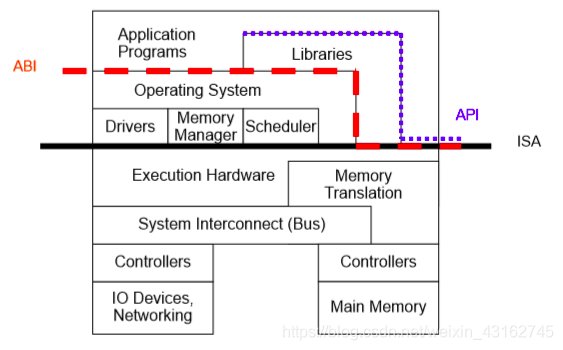 Application
Programs
Libraries
ABI
Operating System
API
Drivers
Memory
Manager
Scheduler
ISA
Execution Hardware
Memory
Translation
System Interconnect (Bus)
Controllers
Controllers
IO Devices,
Networking
Main Memory
https://blog.csdn.net/weixin_43162745